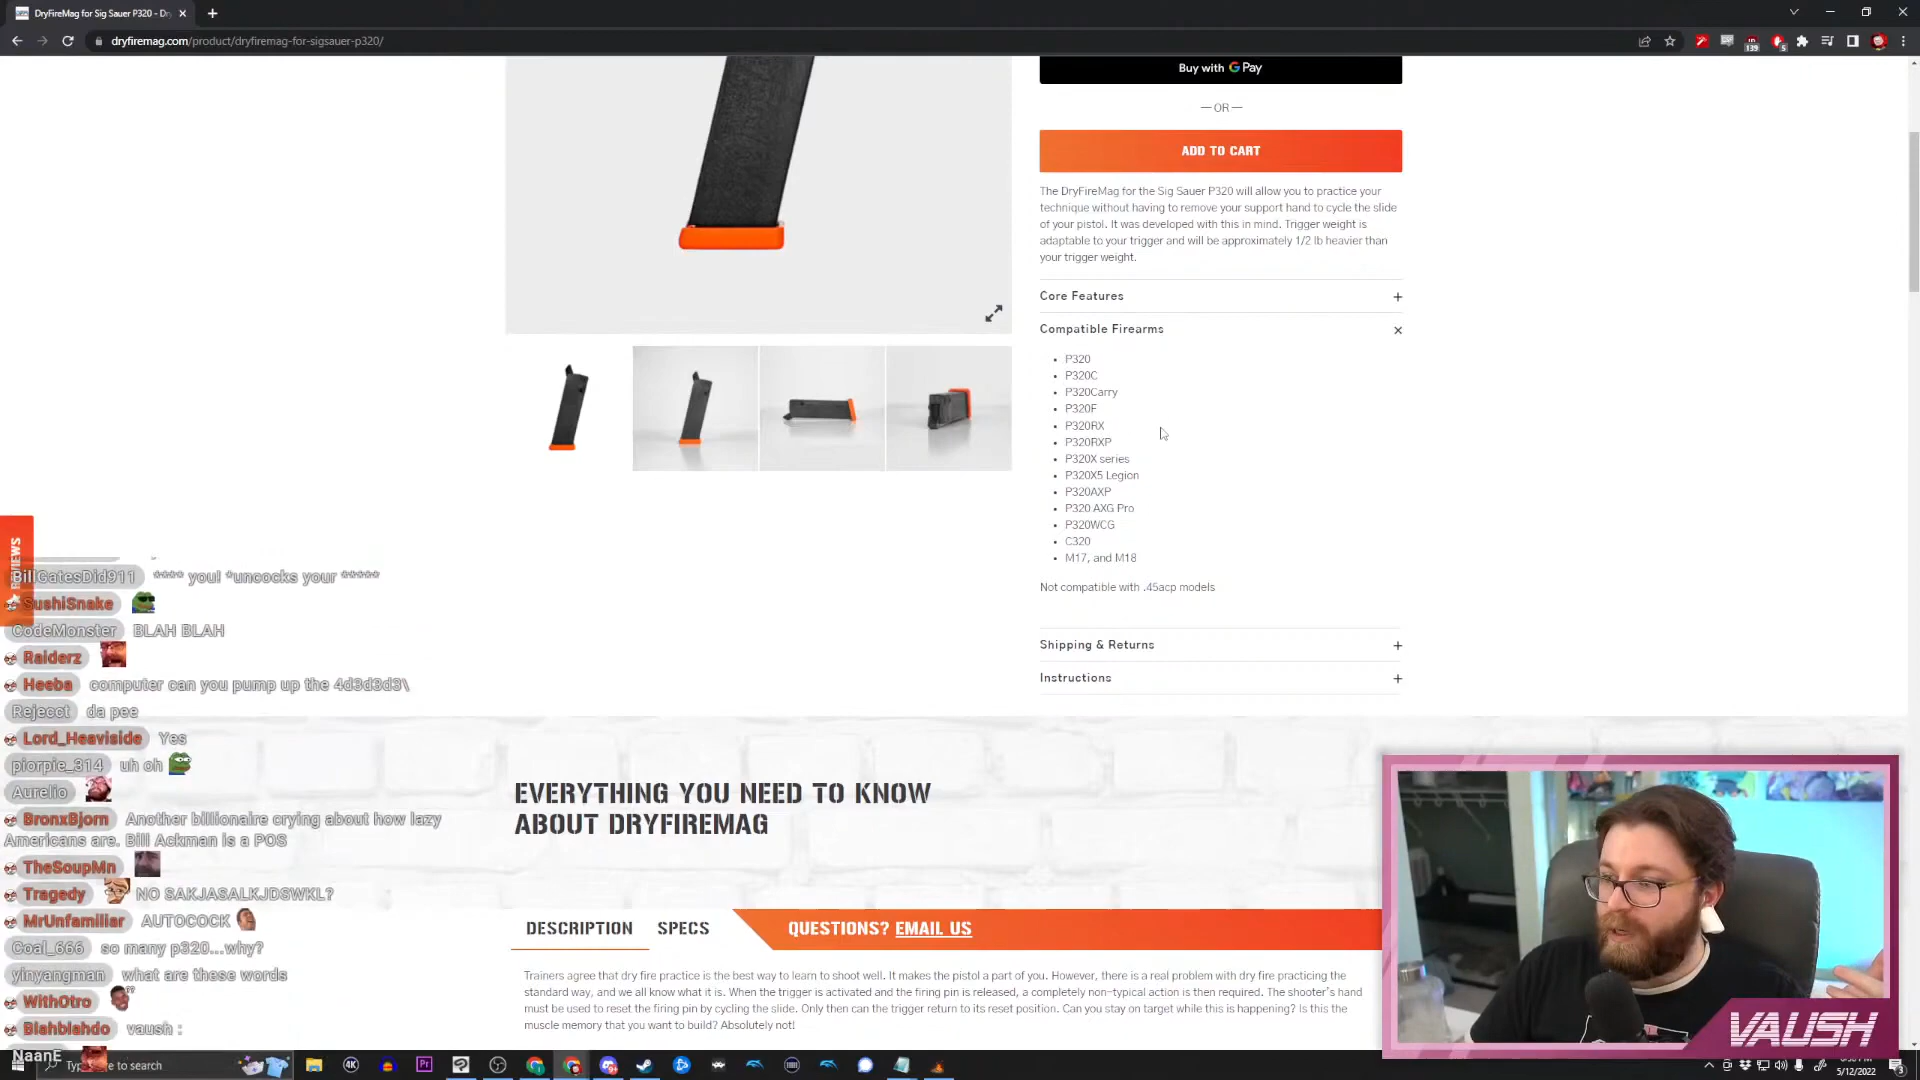 DryFireMag for Sig Sauer P320 - Dr
dryfiremag.com/product/dryfiremag-for-sigsauer-p320/
139
5
Buy with G Pay
— OR —
ADD TO CART
The DryFireMag for the Sig Sauer P320 will allow you to practice your
technique without having to remove your support hand to cycle the slide
of your pistol. It was developed with this in mind. Trigger weight is
adaptable to your trigger and will be approximately 1/2 lb heavier than
your trigger weight.
Core Features
Compatible Firearms
P320
P320C
P320Carry
P320F
P320RX
P320RXP
P320X series
P320X5 Legion
P320AXP
P320 AXG Pro
P320WCG
C320
M17, and M18
Not compatible with .45acp models
Shipping & Returns
Instructions
REVIEWS
BillGatesDid911 **** you! *uncocks your *****
SushiSnake
CodeMonster BLAH BLAH
Raiderz
Heeba computer can you pump up the 4d3d3d3\
Rejecct da pee
Lord_Heaviside Yes
piorpie_314 uh oh
Aurelio
BronxBjorn Another billionaire crying about how lazy
Americans are. Bill Ackman is a POS
TheSoupMn
Tragedy NO SAKJASALKJDSWKL?
MrUnfamiliar AUTOCOCK
Coal_666 so many p320...why?
yinyangman what are these words
WithOtro
Blahblahdo vaush :
NaanE
EVERYTHING YOU NEED TO KNOW
ABOUT DRYFIREMAG
DESCRIPTION SPECS QUESTIONS? EMAIL US
Trainers agree that dry fire practice is the best way to learn to shoot well. It makes the pistol a part of you. However, there is a real problem with dry fire practicing the
standard way, and we all know what it is. When the trigger is activated and the firing pin is released, a completely non-typical action is then required. The shooter's hand
must be used to reset the firing pin by cycling the slide. Only then can the trigger return to its reset position. Can you stay on target while this is happening? Is this the
muscle memory that you want to build? Absolutely not!
VAUSH
to search
4K
Pr
5/12/2022